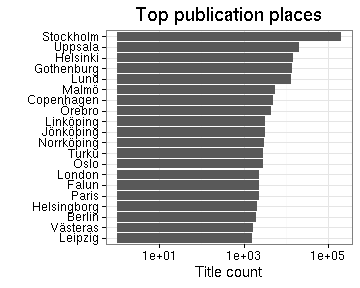 Top publication places
Stockholm
Uppsala
Helsinki
Gothenburg
Lund
Malmö
Copenhagen
Örebro
Linköping
Jönköping
Norrköping
Turku
Oslo
London
Falun
Paris
Helsingborg
Berlin
Västeras
Leipzig
1e+01 1e+03 1e+05
Title count